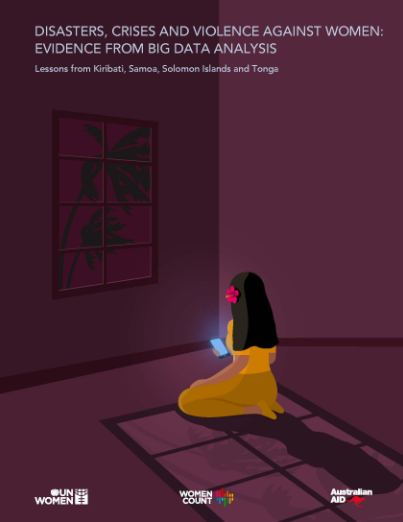 DISASTERS, CRISES AND VIOLENCE AGAINST WOMEN:
EVIDENCE FROM BIG DATA ANALYSIS
Lessons from Kiribati, Samoa, Solomon Islands and Tonga
UN
WOMEN
WOMEN
COUNT
Australian
AID